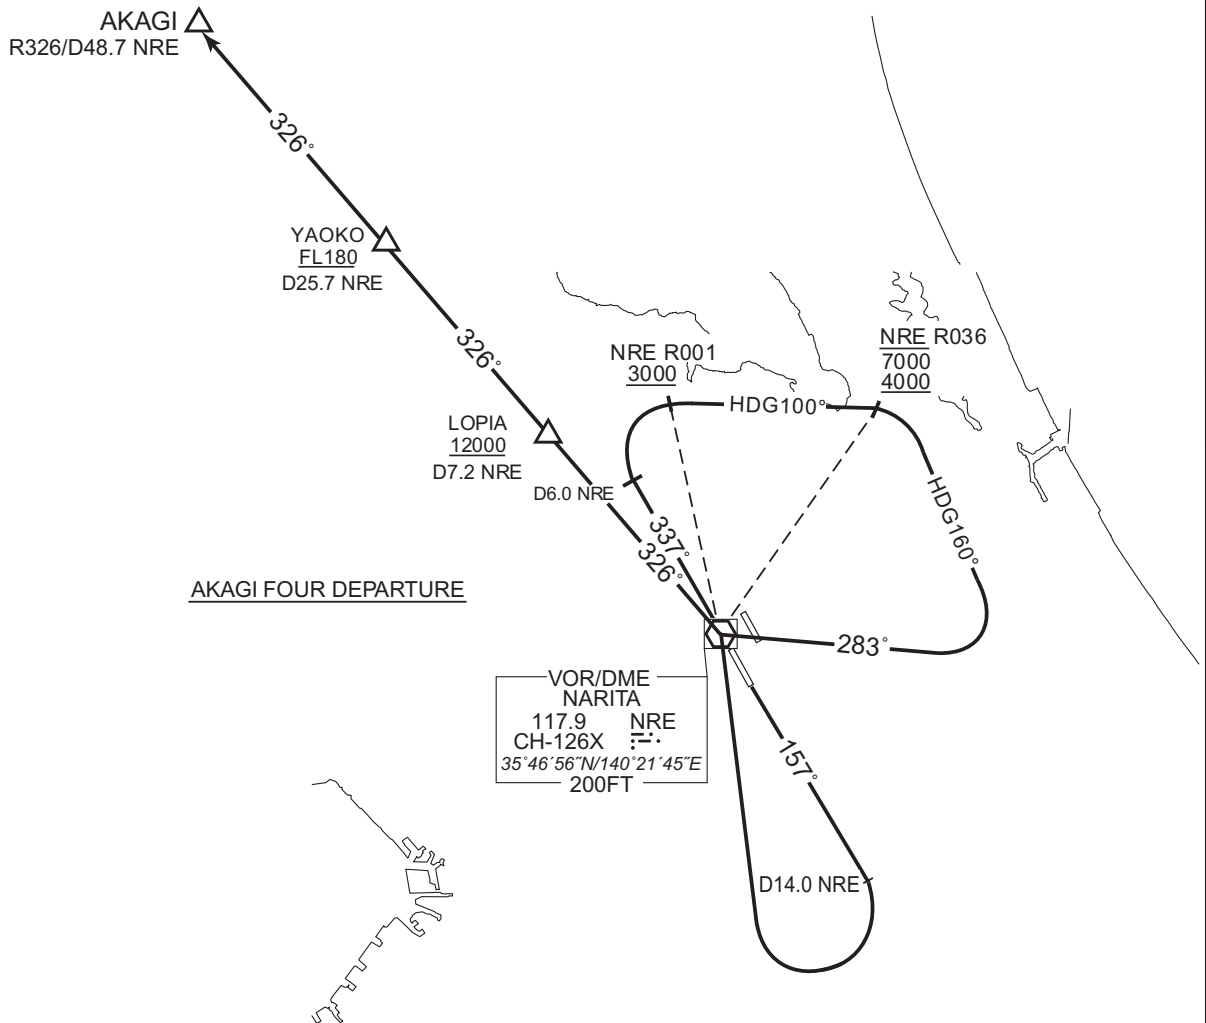 AKAGI
R326/D48.7 NRE
326°
YAOKO
FL180
D25.7 NRE
326°
NRE R001
3000
NRE R036
7000
4000
HDG100°
LOPIA
12000
D7.2 NRE
D6.0 NRE
HDG160°
337°
326°
AKAGI FOUR DEPARTURE
283°
VOR/DME
NARITA
117.9 NRE
CH-126X
35°46´56˝N/140°21´45˝E
200FT
157°
D14.0 NRE